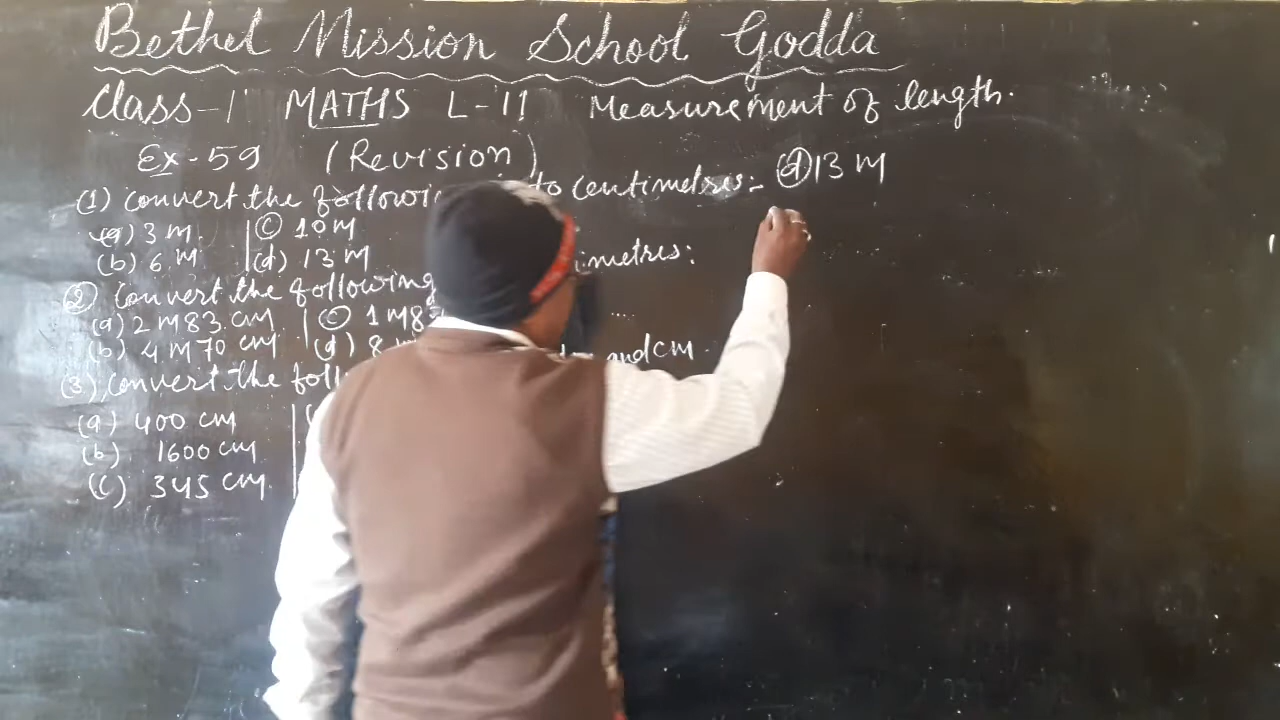 Bethel Mission School Godda
Class-I MATHS L-11 Measurement of length.
Ex-59 (Revision)
(1) convert the following to centimetres:- (d) 13 M
(a) 3 M. (c) 10 M
(b) 6 M (d) 13 M
(2) convert the following
(a) 2 M 83 cm (c) 1 M 8
(b) 4 M 70 cm (d) 8
(3) convert the and cm
(a) 400 cm
(b) 1600 cm
(c) 345 cm